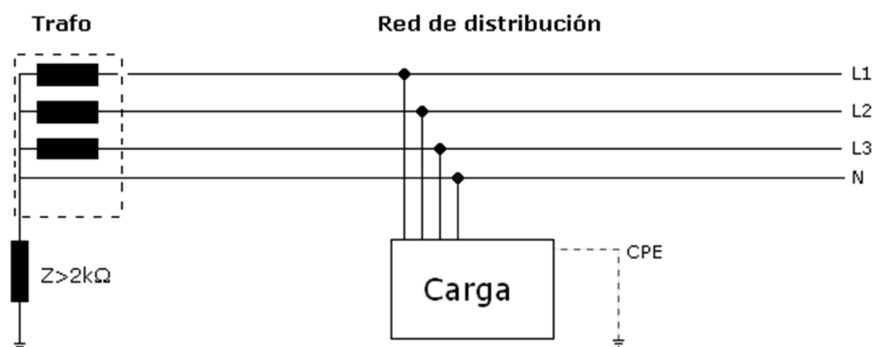 Trafo
Red de distribución
L1
L2
L3
N
Z>2kΩ
CPE
Carga